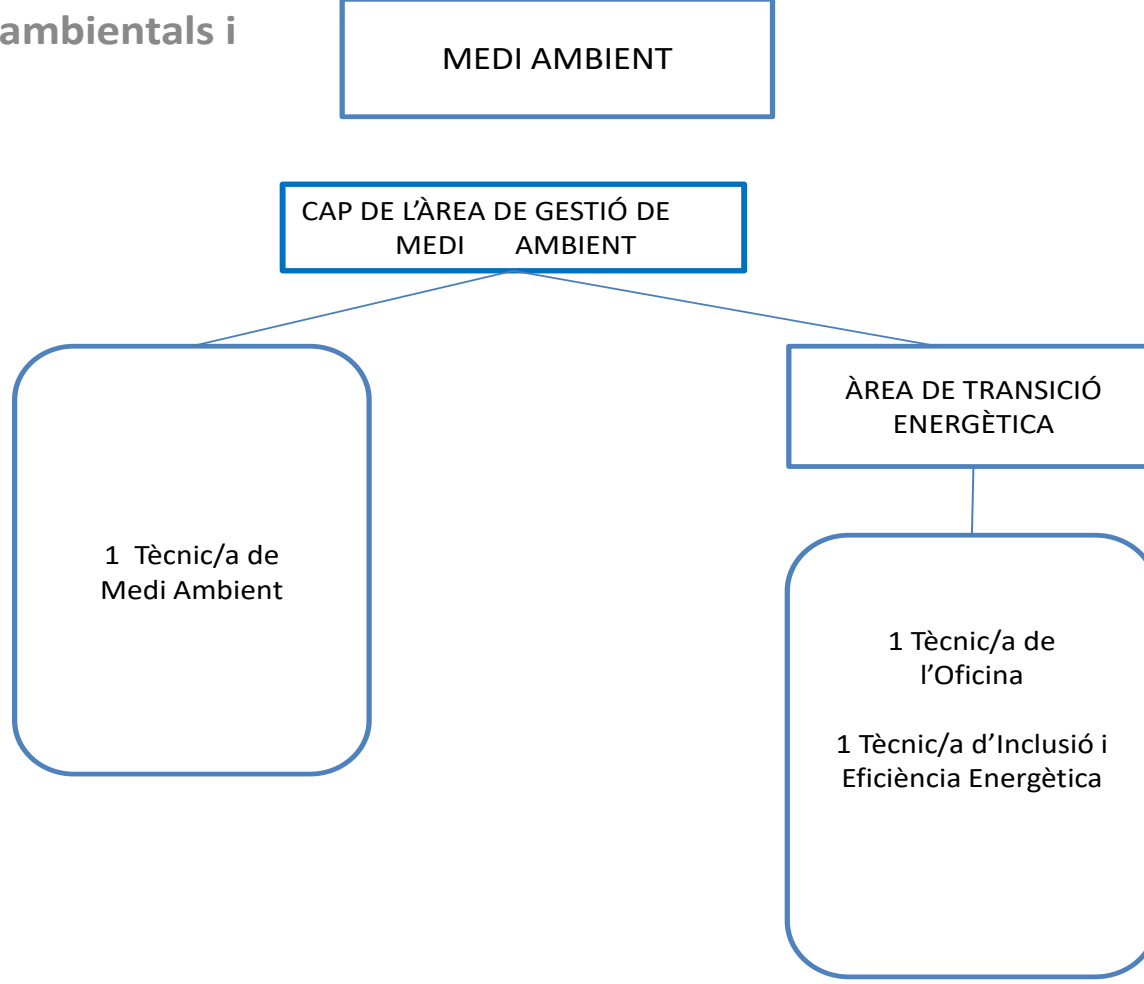 ambientals i
MEDI AMBIENT
CAP DE L’ÀREA DE GESTIÓ DE
MEDI AMBIENT
ÀREA DE TRANSICIÓ
ENERGÈTICA
1 Tècnic/a de
Medi Ambient
1 Tècnic/a de
l’Oficina
1 Tècnic/a d’Inclusió i
Eficiència Energètica